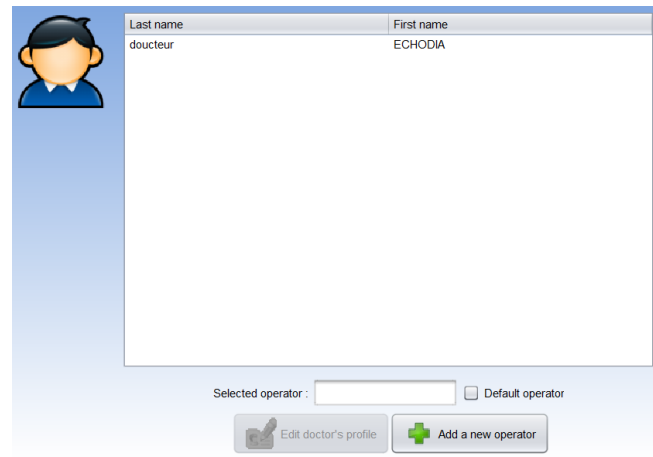 Last name First name
doucteur ECHODIA
Selected operator : Default operator
Edit doctor's profile Add a new operator